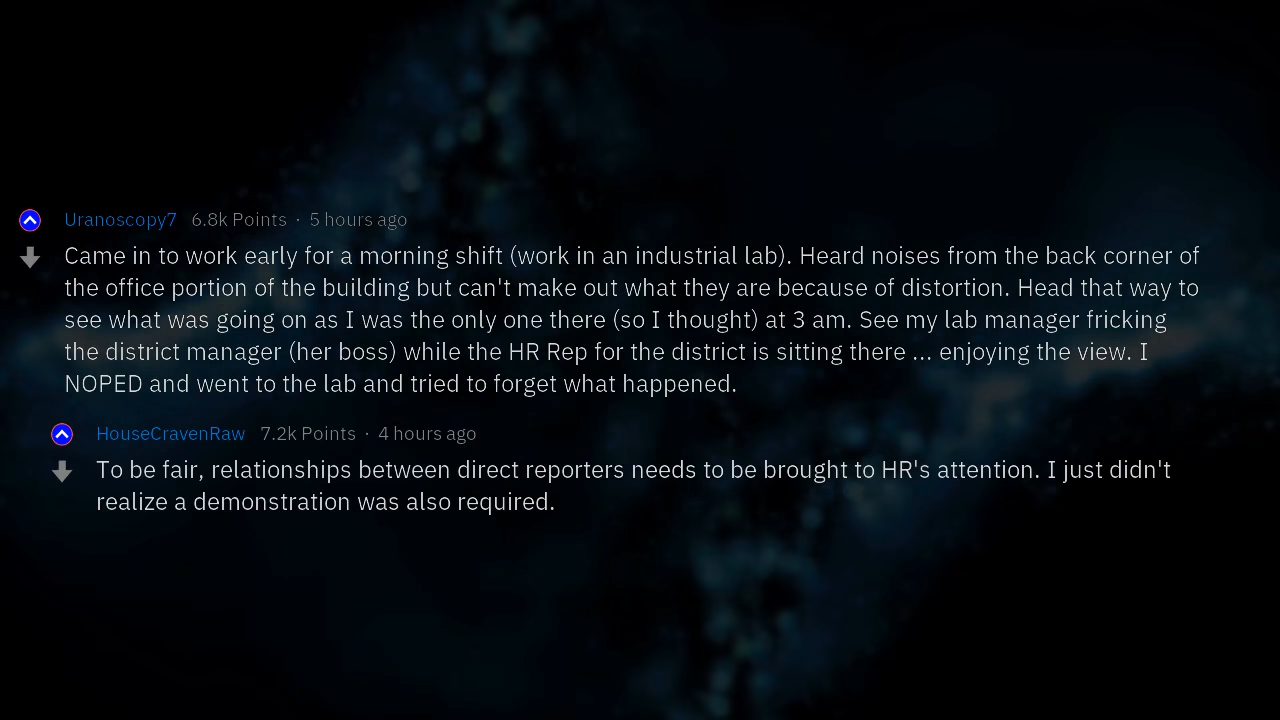 Uranoscopy7 6.8k Points · 5 hours ago
Came in to work early for a morning shift (work in an industrial lab). Heard noises from the back corner of
the office portion of the building but can't make out what they are because of distortion. Head that way to
see what was going on as I was the only one there (so I thought) at 3 am. See my lab manager fricking
the district manager (her boss) while the HR Rep for the district is sitting there ... enjoying the view. I
NOPED and went to the lab and tried to forget what happened.
HouseCravenRaw 7.2k Points · 4 hours ago
To be fair, relationships between direct reporters needs to be brought to HR's attention. I just didn't
realize a demonstration was also required.